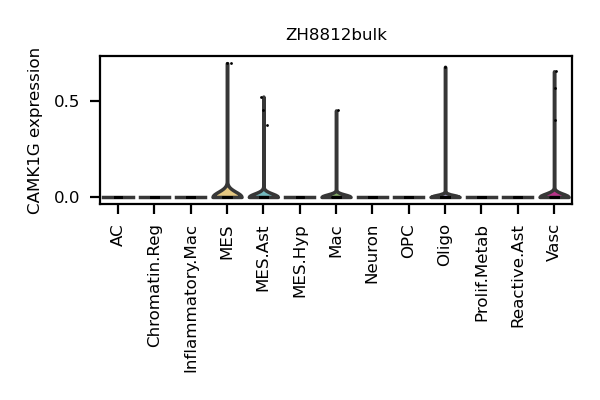 ZH8812bulk
CAMK1G expression
0.5
0.0
AC
Chromatin.Reg
Inflammatory.Mac
MES
MES.Ast
MES.Hyp
Mac
Neuron
OPC
Oligo
Prolif.Metab
Reactive.Ast
Vasc